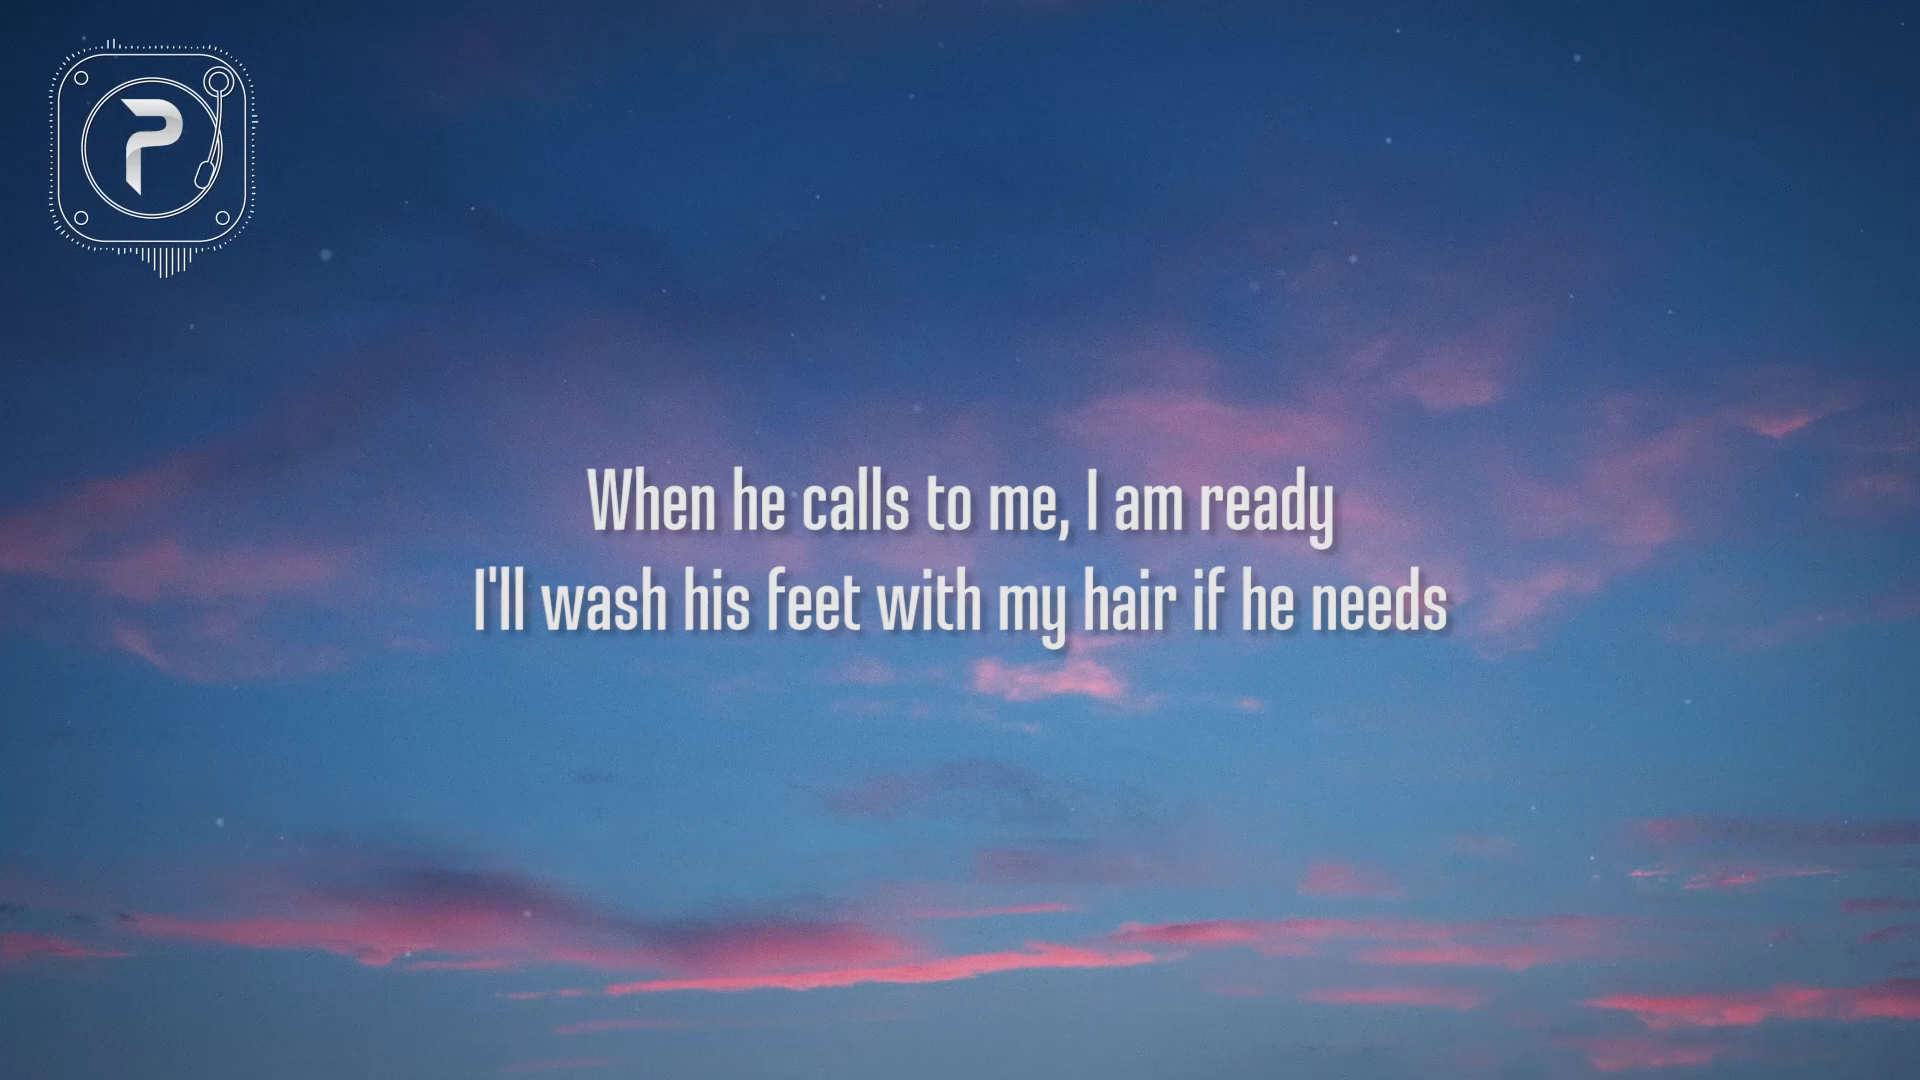 P
When he calls to me, I am ready
I'll wash his feet with my hair if he needs